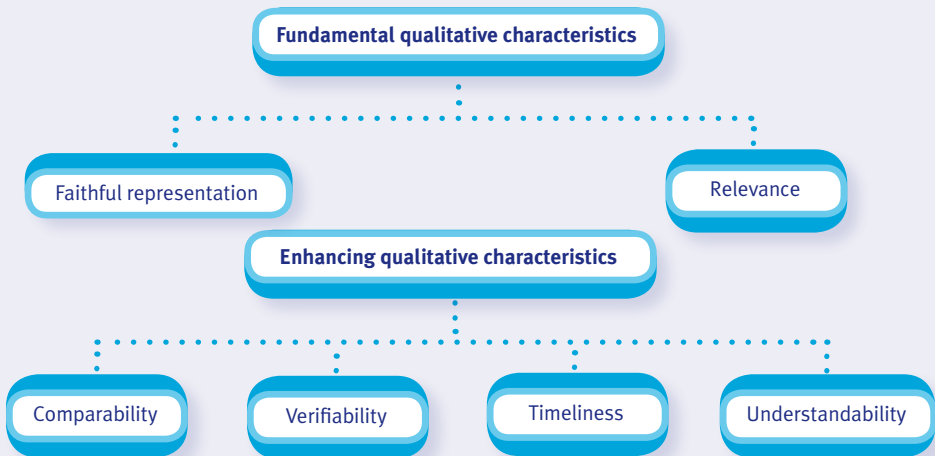 Fundamental qualitative characteristics
Faithful representation
Relevance
Enhancing qualitative characteristics
Comparability
Verifiability
Timeliness
Understandability